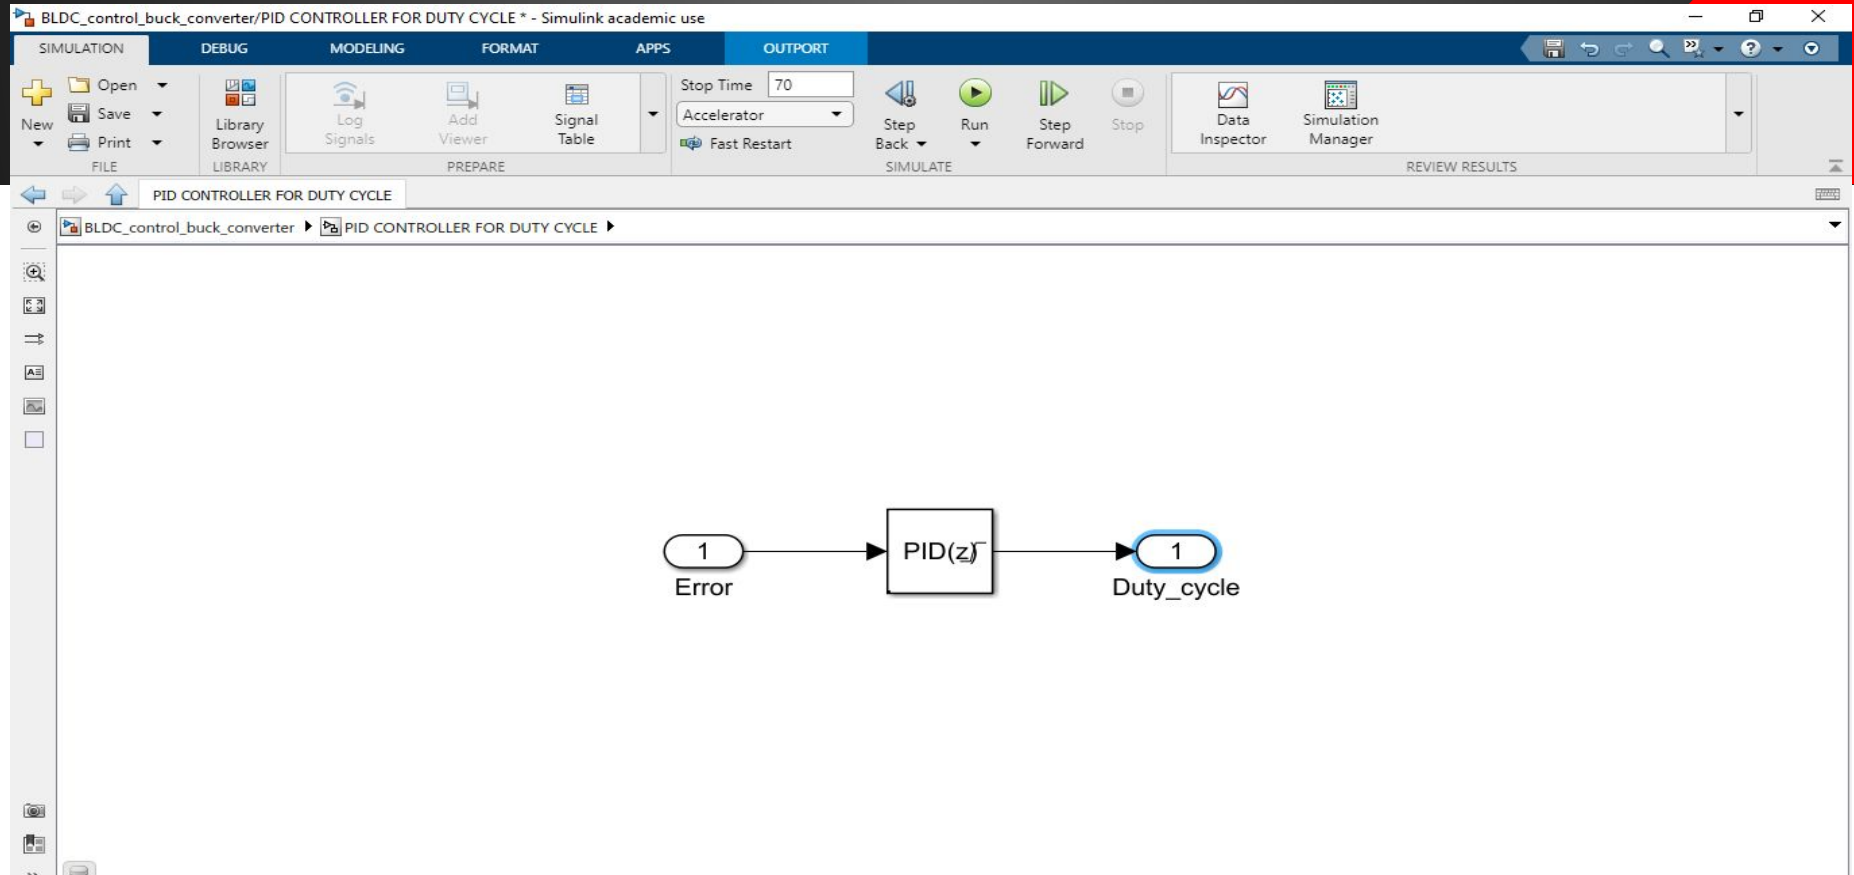 BLDC_control_buck_converter/PID CONTROLLER FOR DUTY CYCLE * - Simulink academic use
SIMULATION DEBUG MODELING FORMAT APPS OUTPORT
New
Open
Save
Print
FILE
Library
Browser
LIBRARY
Log
Signals
Add
Viewer
Signal
Table
PREPARE
Stop Time 70
Accelerator
Fast Restart
Step
Back
Run
Step
Forward
Stop
SIMULATE
Data
Inspector
Simulation
Manager
REVIEW RESULTS
PID CONTROLLER FOR DUTY CYCLE
BLDC_control_buck_converter PID CONTROLLER FOR DUTY CYCLE
1
Error
PID(z)
1
Duty_cycle